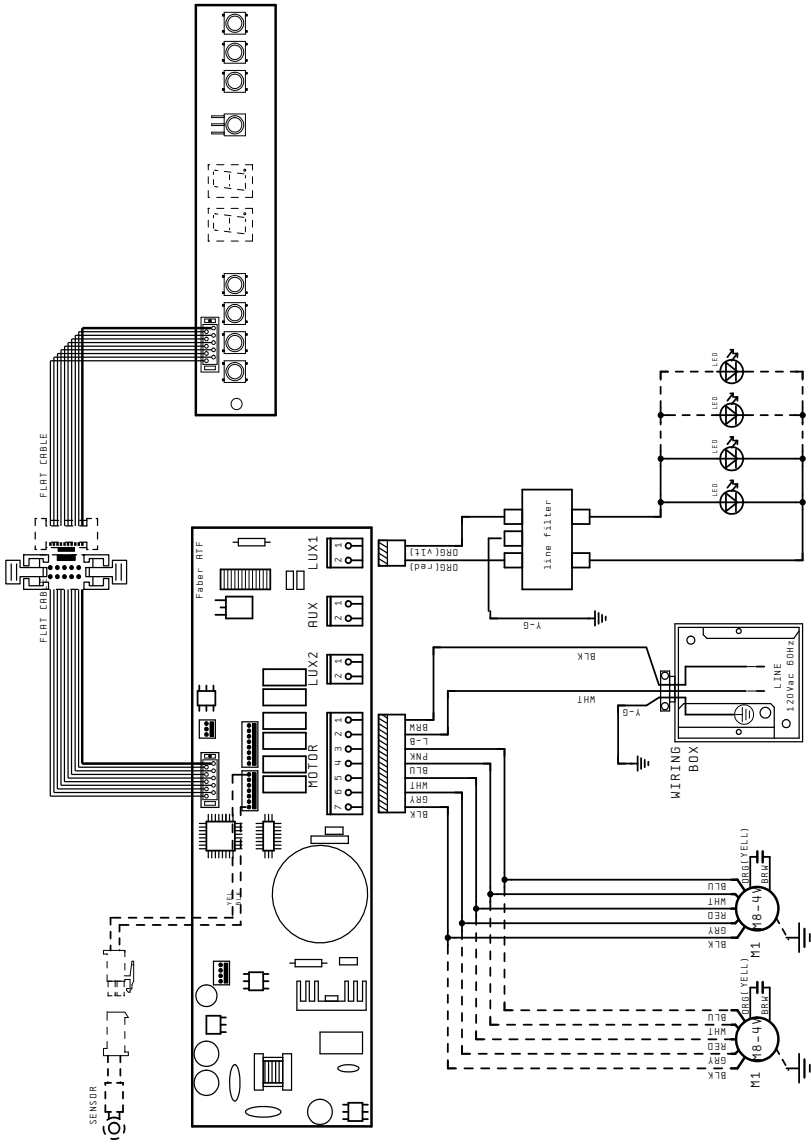 FLAT CABLE
FLAT CAB
Faber ATF
LUX1
1
2
AUX
1
2
LUX2
1
2
MOTOR
1
2
3
4
5
6
7
ORG(vlt)
ORG(red)
line filter
Y-G
LED
LED
LED
LED
BLK
WHT
Y-G
LINE
120Vac 60Hz
WIRING
BOX
BRW
L-B
PNK
BLU
WHT
GRY
BLK
YEL
BLU
WHT
RED
GRY
BLK
ORG(YELL)
BRW
M1
M8-4V
BLU
WHT
RED
GRY
BLK
ORG(YELL)
BRW
M1
M8-4V
SENSOR